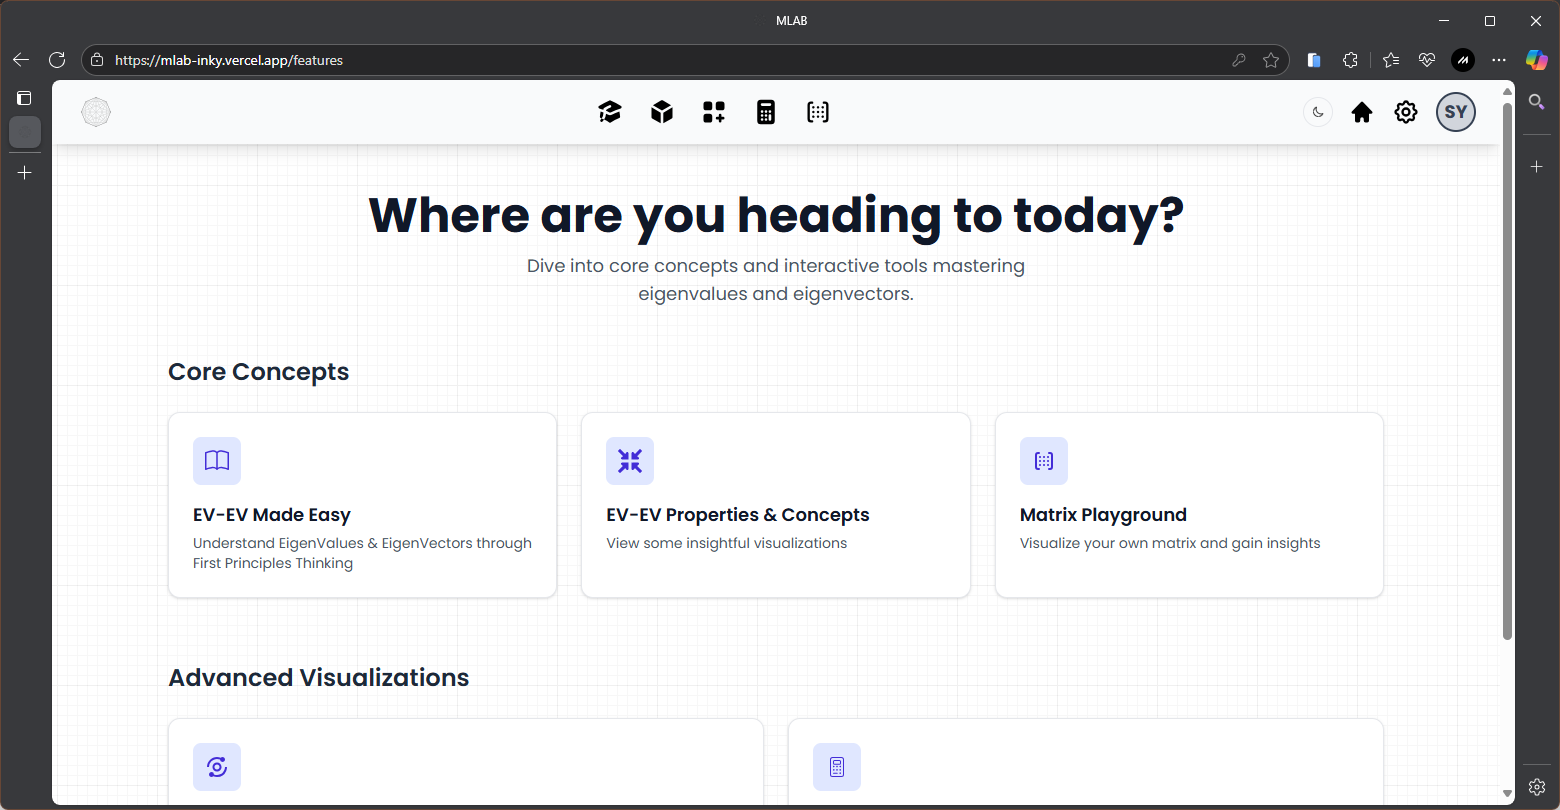 MLAB
https://mlab-inky.vercel.app/features
SY
Where are you heading to today?
Dive into core concepts and interactive tools mastering
eigenvalues and eigenvectors.
Core Concepts
EV-EV Made Easy
Understand EigenValues & EigenVectors through
First Principles Thinking
EV-EV Properties & Concepts
View some insightful visualizations
Matrix Playground
Visualize your own matrix and gain insights
Advanced Visualizations